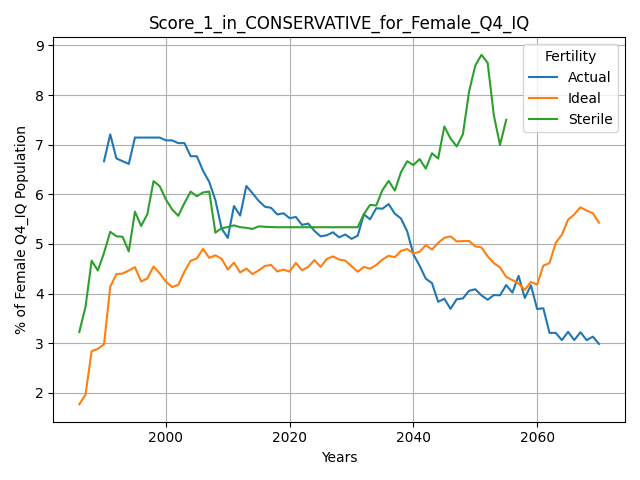 Score_1_in_CONSERVATIVE_for_Female_Q4_IQ
9
8
7
6
5
4
3
2
% of Female Q4_IQ Population
Fertility
Actual
Ideal
Sterile
2000
2020
2040
2060
Years